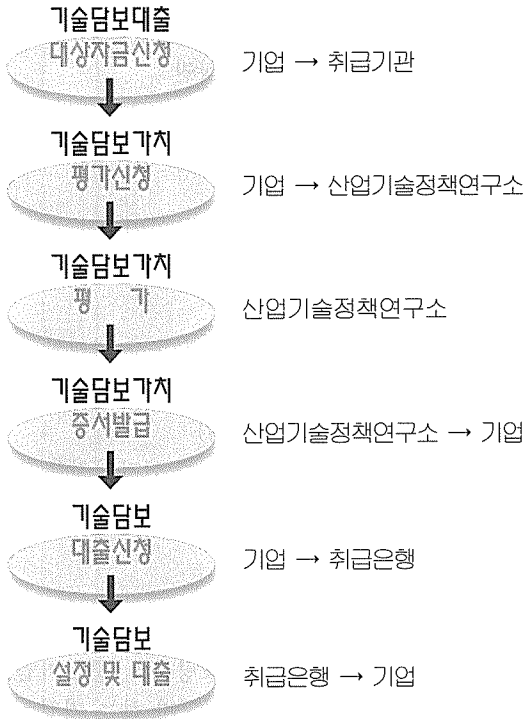 기술담보대출
대상자금신청
기업 → 취급기관
기술담보가치
평가신청
기업 → 산업기술정책연구소
기술담보가치
평 가
산업기술정책연구소
기술담보가치
증서발급
산업기술정책연구소 → 기업
기술담보
대출신청
기업 → 취급은행
기술담보
설정 및 대출
취급은행 → 기업